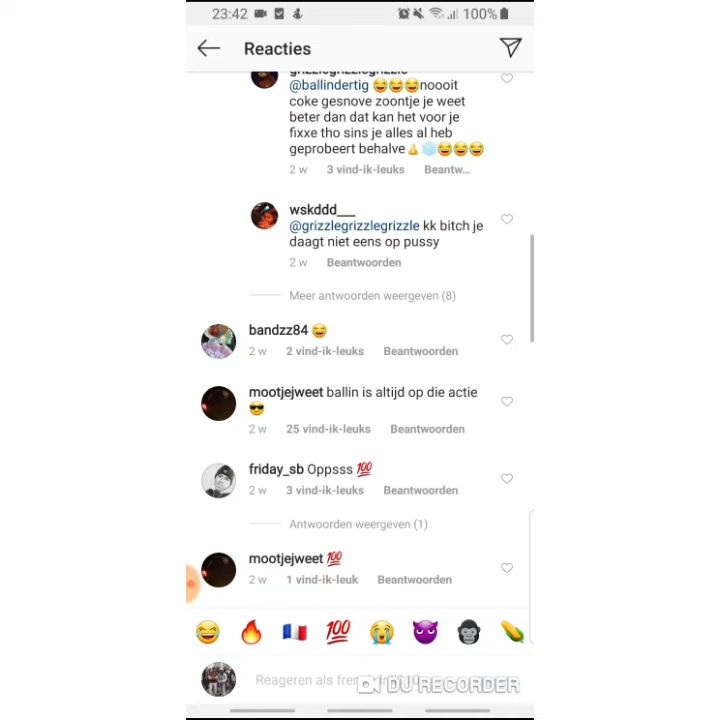 23:42 100%
Reacties
grizzlegrizzlegrizzle
@ballindertig 😂😂😂noooit
coke gesnove zoontje je weet
beter dan dat kan het voor je
fixxe tho sins je alles al heb
geprobeert behalve👃❄️😂😂😂
2 w 3 vind-ik-leuks Beantw...
wskddd___
@grizzlegrizzlegrizzle kk bitch je
daagt niet eens op pussy
2 w Beantwoorden
Meer antwoorden weergeven (8)
bandzz84 😂
2 w 2 vind-ik-leuks Beantwoorden
mootjejweet ballin is altijd op die actie
😎
2 w 25 vind-ik-leuks Beantwoorden
friday_sb Oppsss 💯
2 w 3 vind-ik-leuks Beantwoorden
Antwoorden weergeven (1)
mootjejweet 💯
2 w 1 vind-ik-leuk Beantwoorden
😂 🔥 🇫🇷 💯 😭 😈 🦍 🌽
Reageren als
DU RECORDER